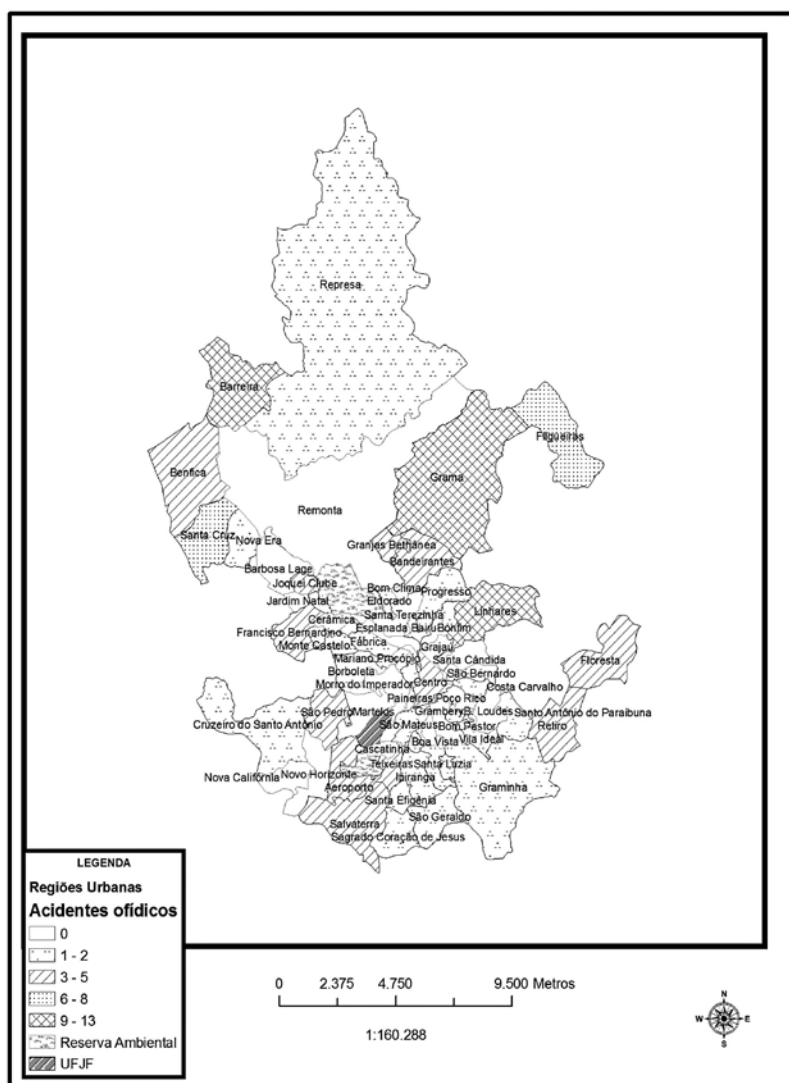 Represa
Barreira
Filgueiras
Benfica
Grama
Remonta
Santa Cruz
Nova Era
Granjas Bethânea
Bandeirantes
Barbosa Lage
Joquei Clube
Bom Clima
Progresso
Jardim Natal
Eldorado
Linhares
Cerâmica
Santa Terezinha
Francisco Bernardino
Esplanada
Bairu
Bonfim
Monte Castelo
Fábrica
Grajaú
Mariano Procópio
Santa Cândida
Floresta
Borboleta
São Bernardo
Morro do Imperador
Centro
Costa Carvalho
Paineiras
Poço Rico
São Pedro
Martelos
Grambery
S. Loudes
Santo Antônio do Paraibuna
Cruzeiro do Santo Antônio
São Mateus
Bom Pastor
Retiro
Cascatinha
Boa Vista
Vila Ideal
Nova Califórnia
Novo Horizonte
Teixeiras
Santa Luzia
Aeroporto
Ipiranga
Graminha
Santa Efigênia
Salvaterra
São Geraldo
Sagrado Coração de Jesus
LEGENDA
Regiões Urbanas
Acidentes ofídicos
0
1 - 2
3 - 5
6 - 8
9 - 13
Reserva Ambiental
UFJF
0 2.375 4.750 9.500 Metros
1:160.288
N
W E
S